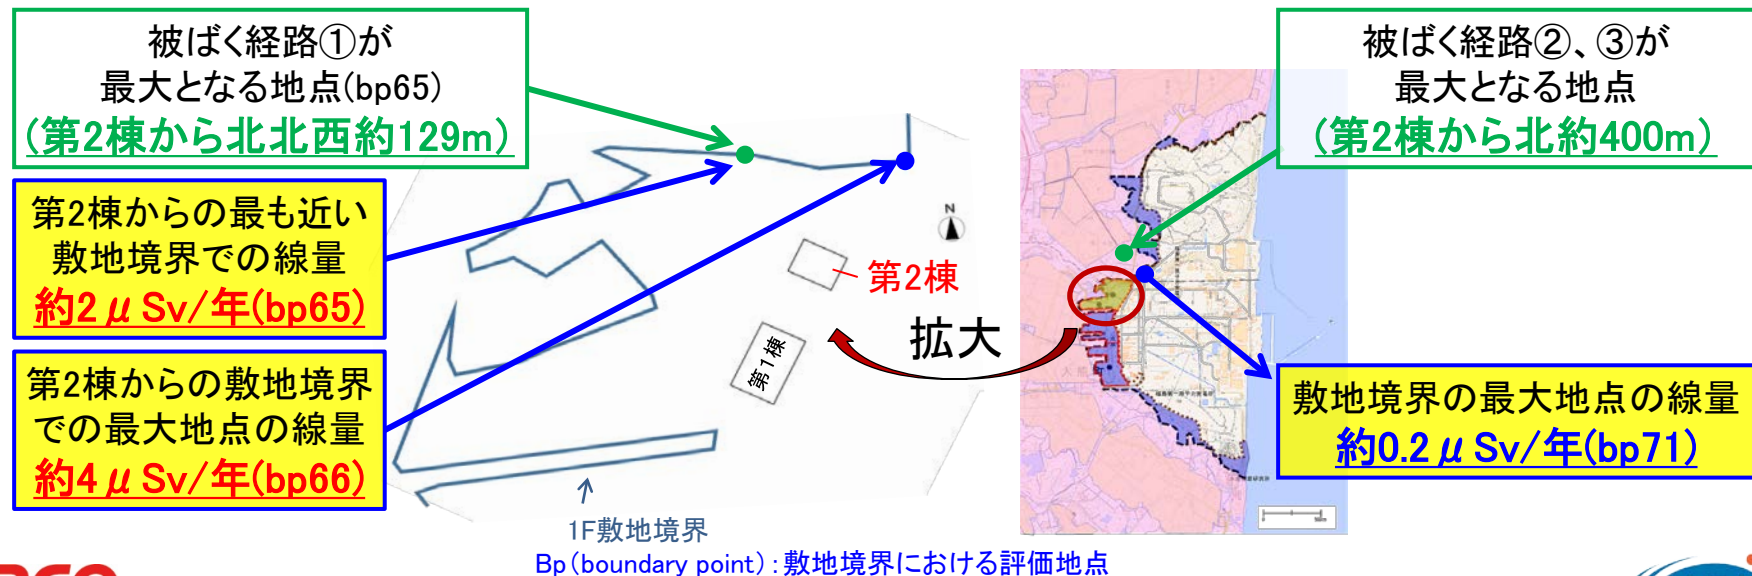 被ばく経路①が
最大となる地点(bp65)
(第2棟から北北西約129m)
第2棟からの最も近い
敷地境界での線量
約2μSv/年(bp65)
第2棟からの敷地境界
での最大地点の線量
約4μSv/年(bp66)
N
第2棟
第1棟
拡大
1F敷地境界
Bp(boundary point):敷地境界における評価地点
被ばく経路②、③が
最大となる地点
(第2棟から北約400m)
敷地境界の最大地点の線量
約0.2μSv/年(bp71)